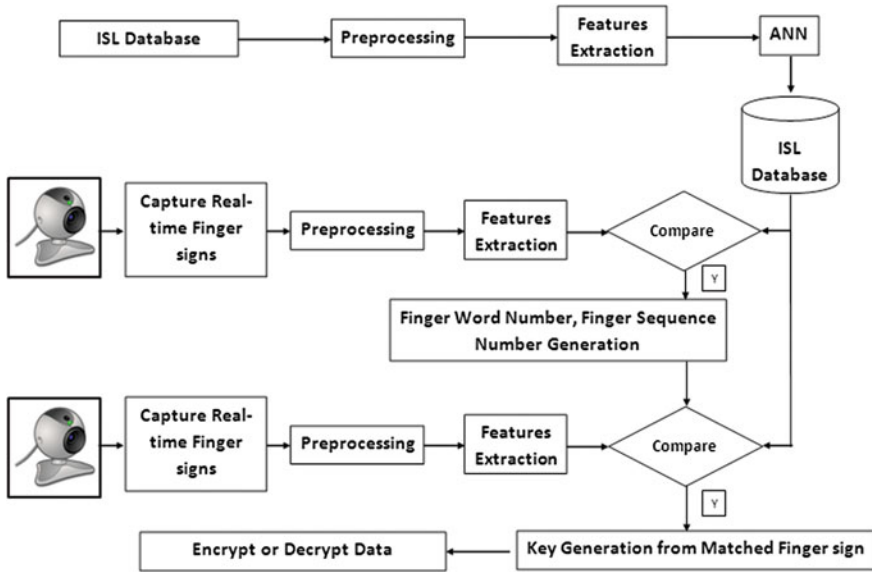 ISL Database
Preprocessing
Features
Extraction
ANN
ISL
Database
Capture Real-
time Finger
signs
Preprocessing
Features
Extraction
Compare
Y
Finger Word Number, Finger Sequence
Number Generation
Capture Real-
time Finger
signs
Preprocessing
Features
Extraction
Compare
Y
Key Generation from Matched Finger sign
Encrypt or Decrypt Data